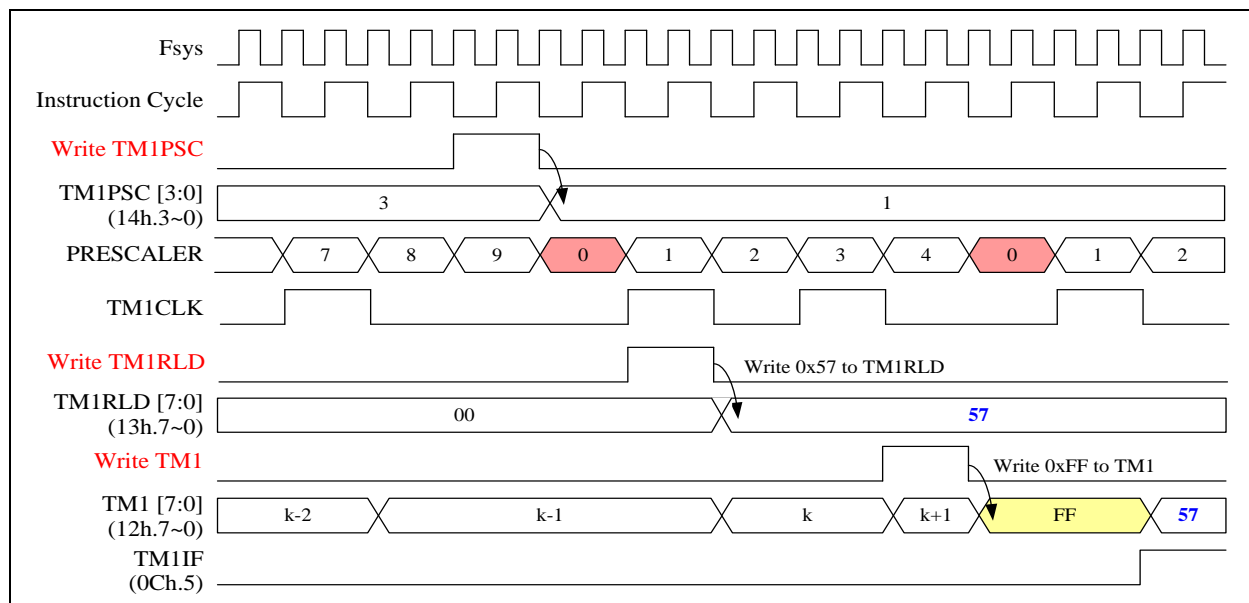 Fsys
Instruction Cycle
Write TM1PSC
TM1PSC [3:0]
(14h.3~0)
3
1
PRESCALER
7
8
9
0
1
2
3
4
0
1
2
TM1CLK
Write TM1RLD
Write 0x57 to TM1RLD
TM1RLD [7:0]
(13h.7~0)
00
57
Write TM1
Write 0xFF to TM1
TM1 [7:0]
(12h.7~0)
k-2
k-1
k
k+1
FF
57
TM1IF
(0Ch.5)